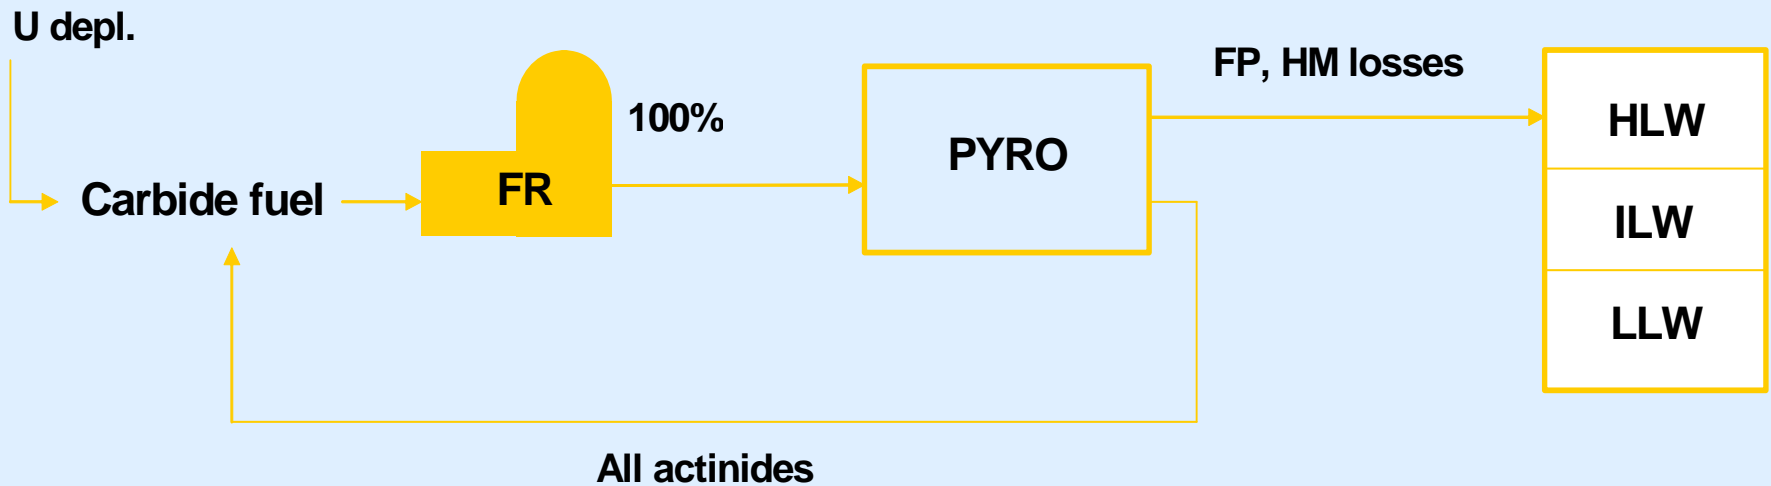 U depl.
FP, HM losses
100%
HLW
PYRO
Carbide fuel
FR
ILW
LLW
All actinides